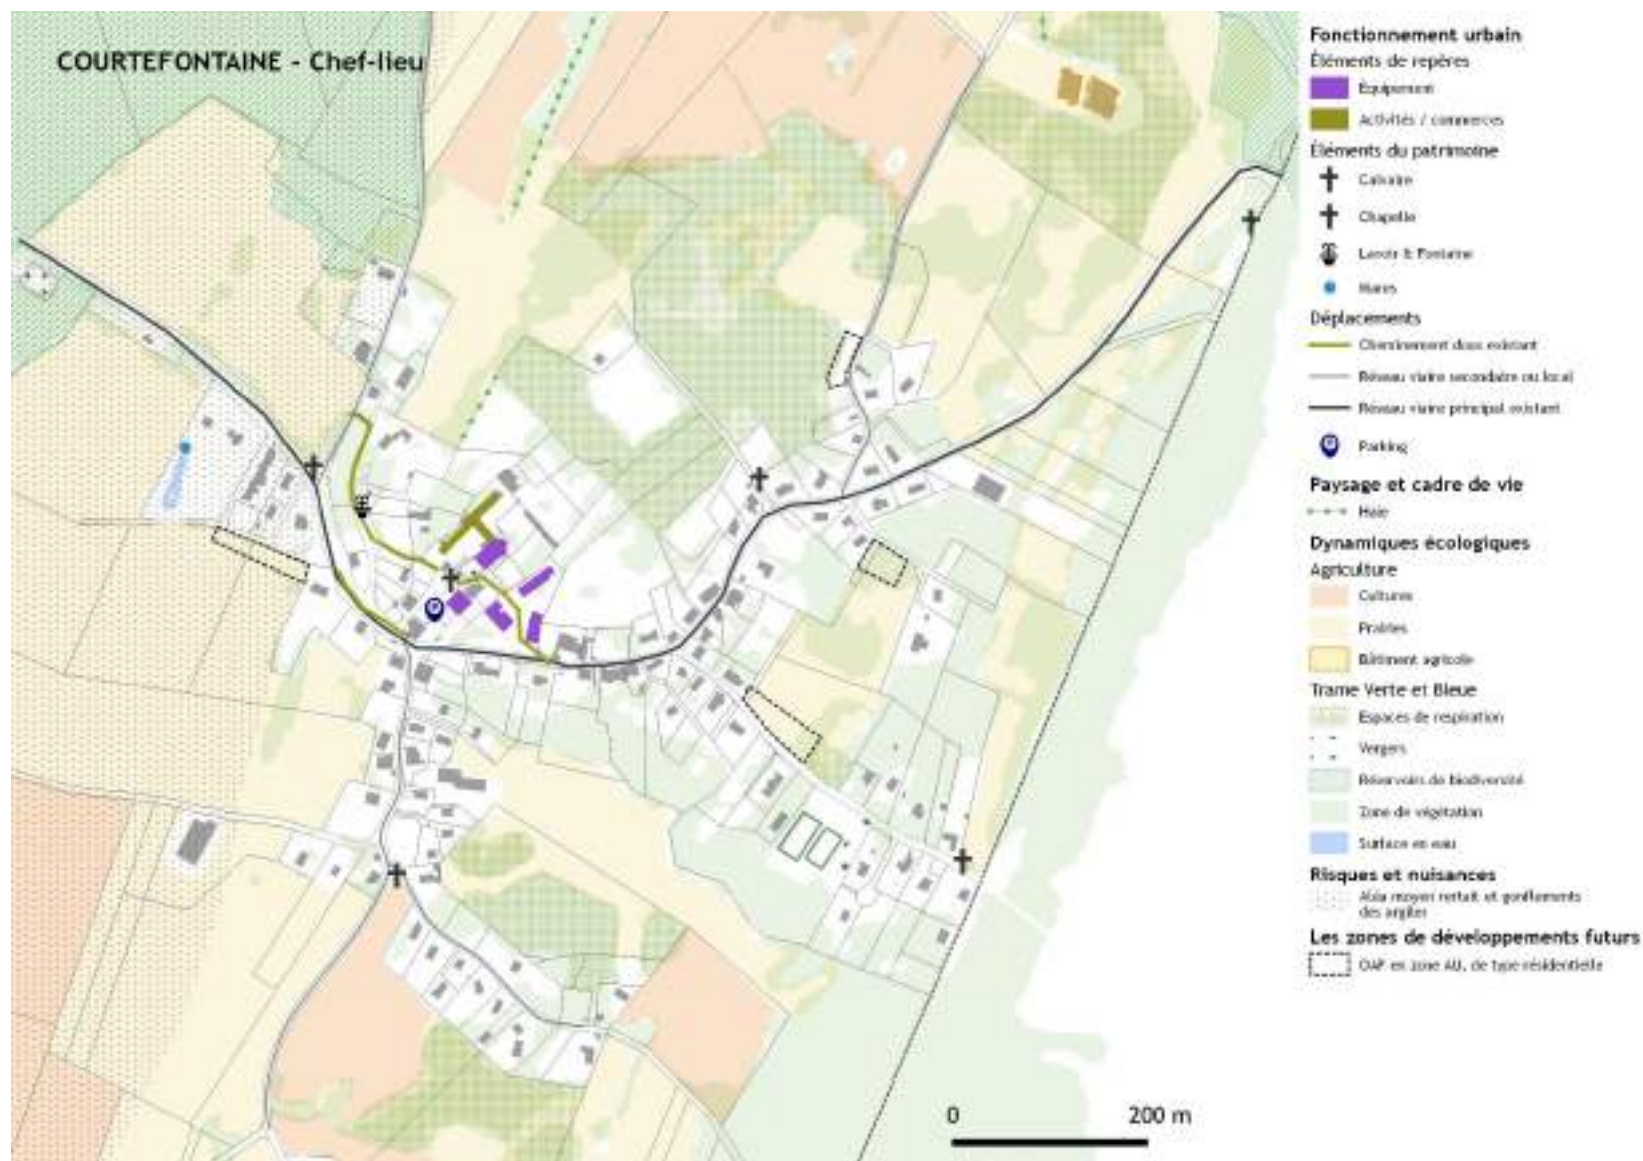 COURTEFONTAINE - Chef-lieu
Fonctionnement urbain
Éléments de repères
Equipement
Activités / commerces
Éléments du patrimoine
Calvaire
Chapelle
Lavoir & Fontaine
Mares
Déplacements
Cheminement doux existant
Réseau viaire secondaire ou local
Réseau viaire principal existant
Parking
Paysage et cadre de vie
Haie
Dynamiques écologiques
Agriculture
Cultures
Prairies
Bâtiment agricole
Trame Verte et Bleue
Espaces de respiration
Vergers
Réservoirs de biodiversité
Zone de végétation
Surface en eau
Risques et nuisances
Aléa moyen retrait et gonflements
des argiles
Les zones de développements futurs
OAP en zone AU, de type résidentielle
0 200 m